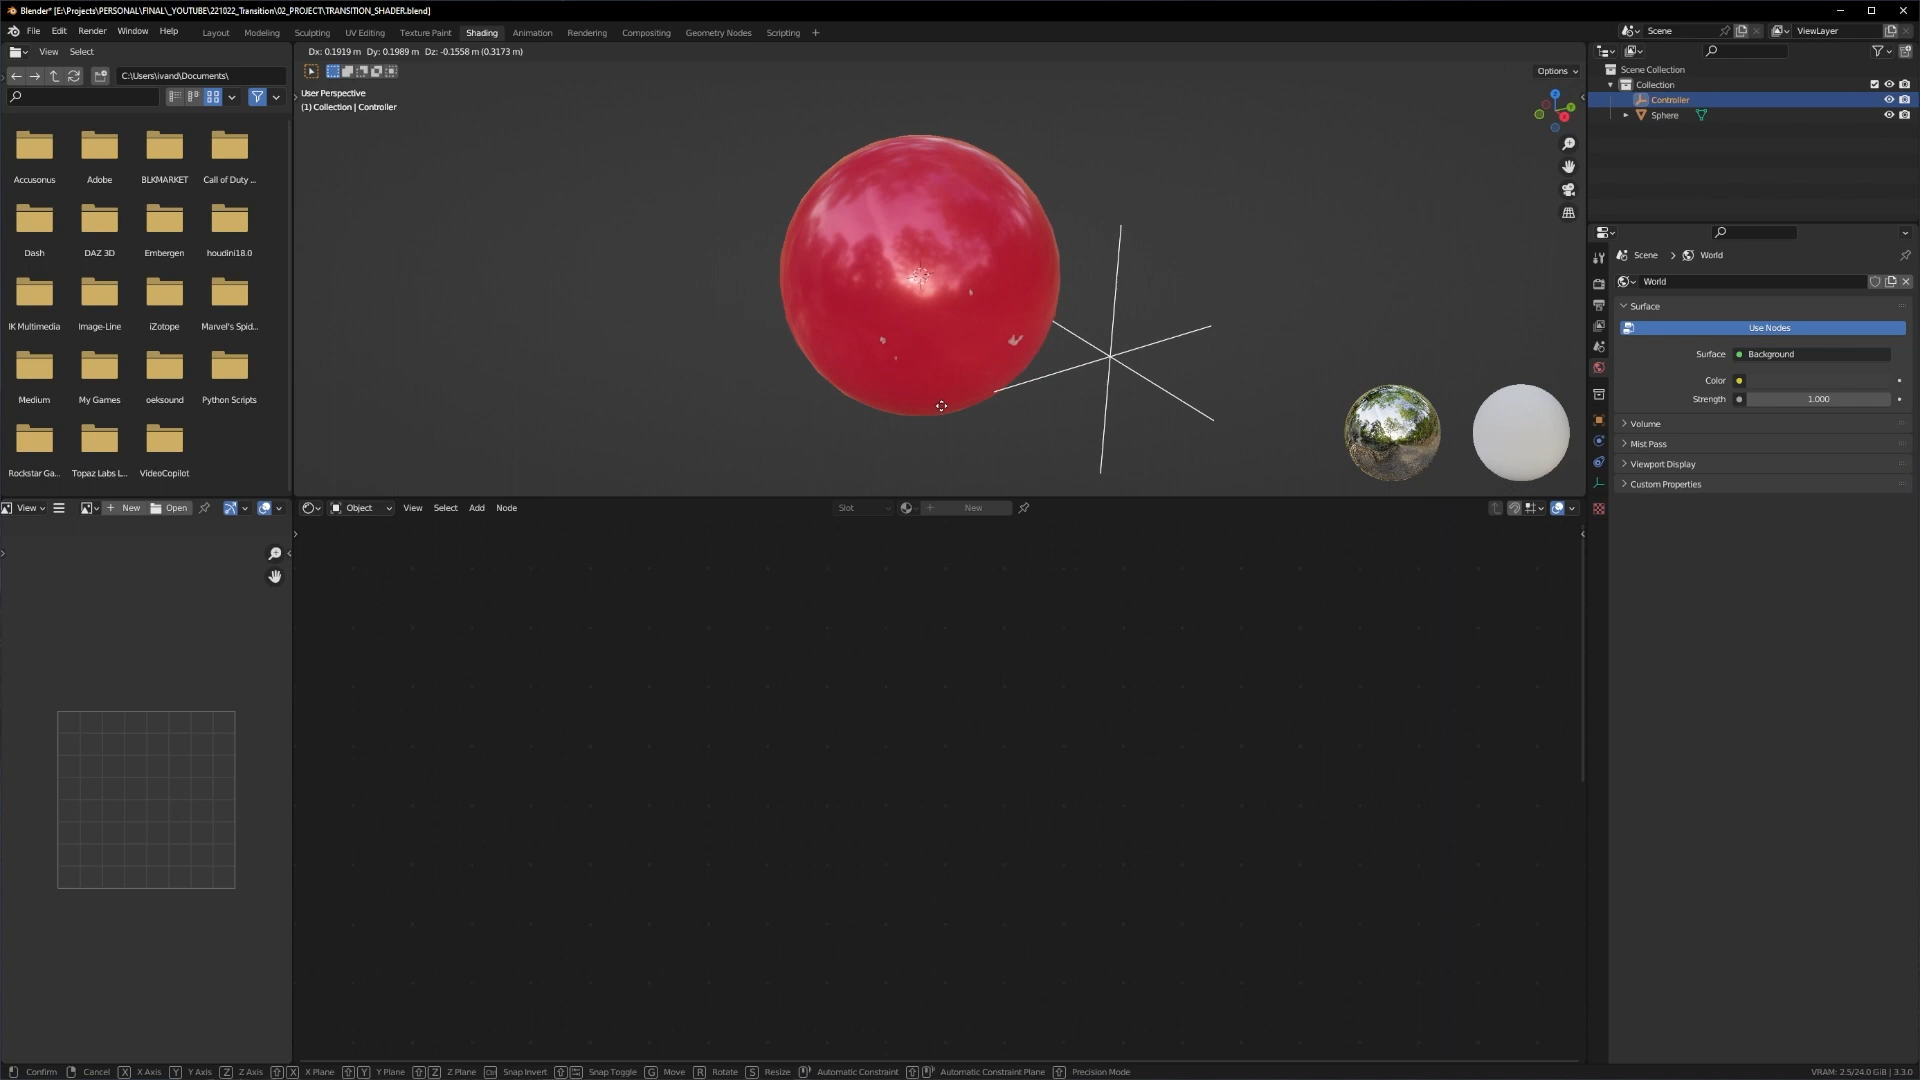 Blender* [E:\Projects\PERSONAL\FINAL\_YOUTUBE\221022_Transition\02_PROJECT\TRANSITION_SHADER.blend]
File Edit Render Window Help Layout Modeling Sculpting UV Editing Texture Paint Shading Animation Rendering Compositing Geometry Nodes Scripting + Scene ViewLayer
View Select
Dx: 0.1919 m Dy: 0.1989 m Dz: -0.1558 m (0.3173 m)
C:\Users\ivand\Documents\
Options
User Perspective
(1) Collection | Controller
Accusonus Adobe BLKMARKET Call of Duty ...
Dash DAZ 3D Embergen houdini18.0
IK Multimedia Image-Line iZotope Marvel's Spid...
Medium My Games oeksound Python Scripts
Rockstar Ga... Topaz Labs L... VideoCopilot
Scene Collection
Collection
Controller
Sphere
Scene > World
World
Surface
Use Nodes
Surface Background
Color
Strength 1.000
Volume
Mist Pass
Viewport Display
Custom Properties
View New Open
Object View Select Add Node Slot New
Confirm Cancel X X Axis Y Y Axis Z Z Axis X X Plane Y Y Plane Z Z Plane Snap Invert Snap Toggle G Move R Rotate S Resize Automatic Constraint Automatic Constraint Plane Precision Mode
VRAM: 2.5/24.0 GiB | 3.3.0